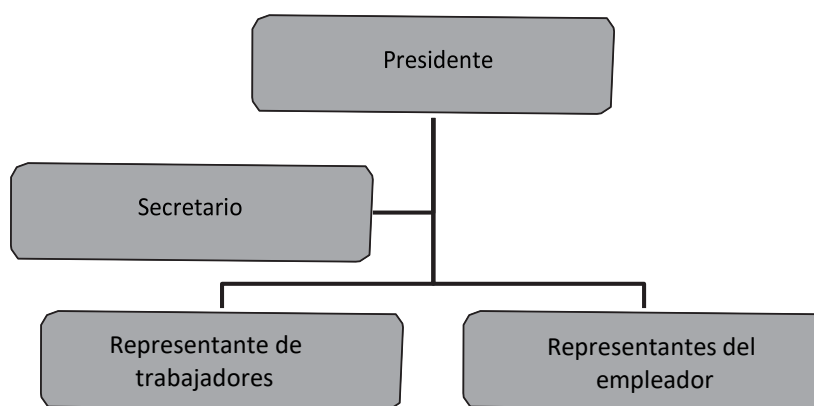 Presidente
Secretario
Representante de
trabajadores
Representantes del
empleador